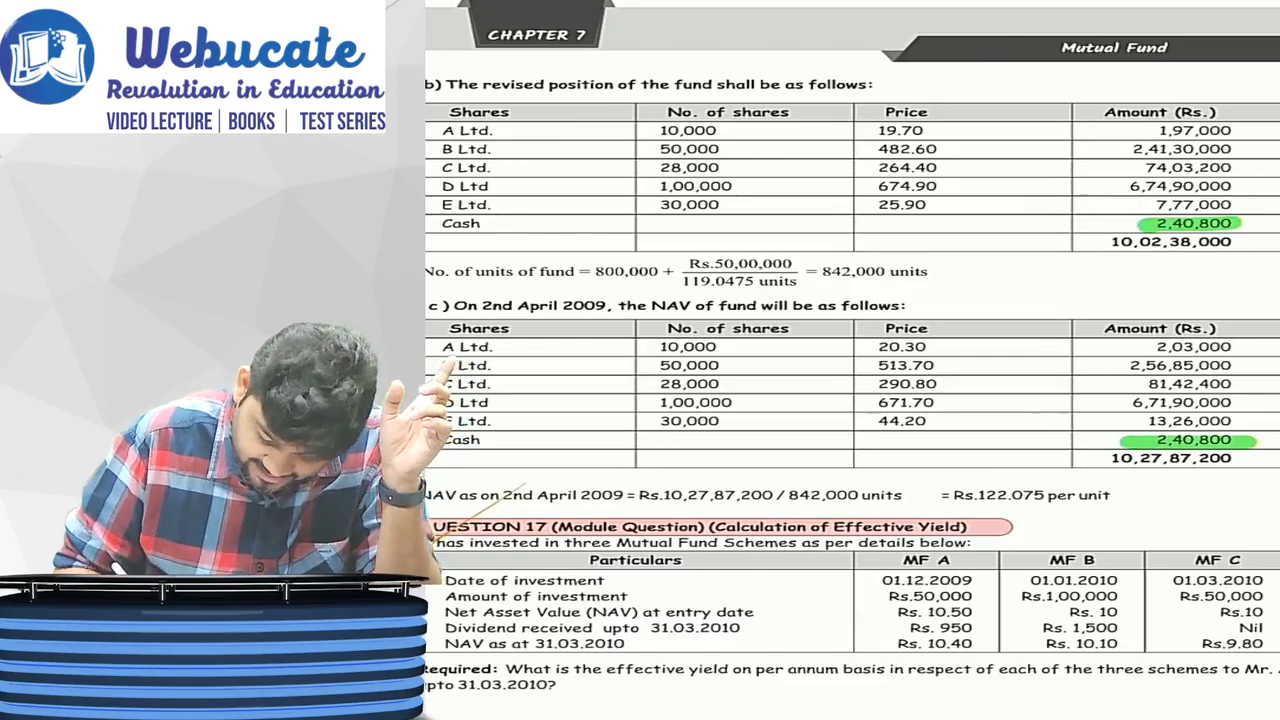 Webucate
Revolution in Education
VIDEO LECTURE | BOOKS | TEST SERIES
CHAPTER 7
Mutual Fund
b) The revised position of the fund shall be as follows:
Shares No. of shares Price Amount (Rs.)
A Ltd. 10,000 19.70 1,97,000
B Ltd. 50,000 482.60 2,41,30,000
C Ltd. 28,000 264.40 74,03,200
D Ltd 1,00,000 674.90 6,74,90,000
E Ltd. 30,000 25.90 7,77,000
Cash 2,40,800
10,02,38,000
No. of units of fund = 800,000 + Rs.50,00,000 / 119.0475 units = 842,000 units
c ) On 2nd April 2009, the NAV of fund will be as follows:
Shares No. of shares Price Amount (Rs.)
A Ltd. 10,000 20.30 2,03,000
Ltd. 50,000 513.70 2,56,85,000
Ltd. 28,000 290.80 81,42,400
Ltd 1,00,000 671.70 6,71,90,000
Ltd. 30,000 44.20 13,26,000
ash 2,40,800
10,27,87,200
NAV as on 2nd April 2009 = Rs.10,27,87,200 / 842,000 units = Rs.122.075 per unit
UESTION 17 (Module Question) (Calculation of Effective Yield)
has invested in three Mutual Fund Schemes as per details below:
Particulars MF A MF B MF C
Date of investment 01.12.2009 01.01.2010 01.03.2010
Amount of investment Rs.50,000 Rs.1,00,000 Rs.50,000
Net Asset Value (NAV) at entry date Rs. 10.50 Rs. 10 Rs.10
Dividend received upto 31.03.2010 Rs. 950 Rs. 1,500 Nil
NAV as at 31.03.2010 Rs. 10.40 Rs. 10.10 Rs.9.80
equired: What is the effective yield on per annum basis in respect of each of the three schemes to Mr.
pto 31.03.2010?